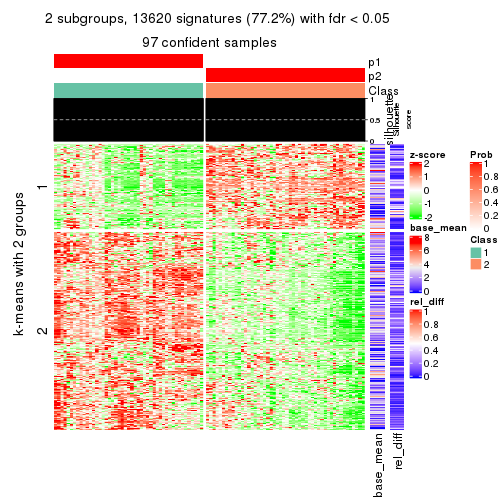 2 subgroups, 13620 signatures (77.2%) with fdr < 0.05
97 confident samples
p1
p2
Class
1
0.5
0
silhouette
Silhouette
score
k-means with 2 groups
1
2
base_mean
rel_diff
z-score
2
1
0
-1
-2
base_mean
8
6
4
2
0
rel_diff
1
0.8
0.6
0.4
0.2
0
Prob
1
0.8
0.6
0.4
0.2
0
Class
1
2